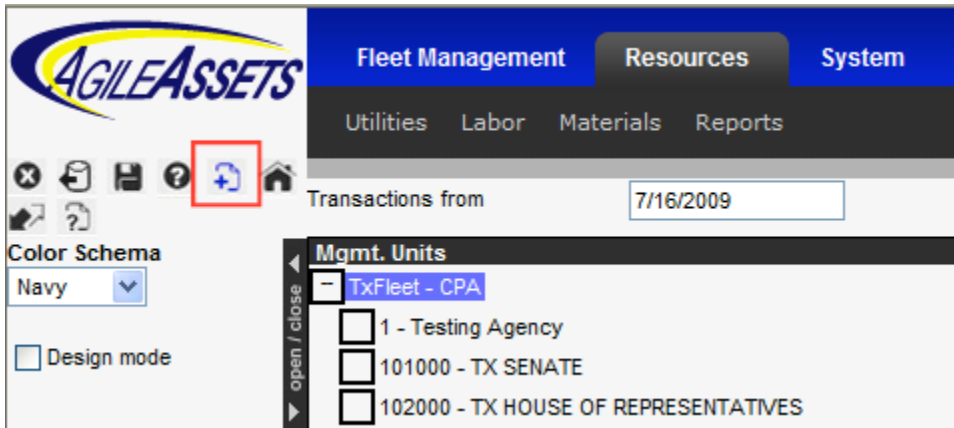 AGILEASSETS
Fleet Management Resources System
Utilities Labor Materials Reports
Transactions from 7/16/2009
Color Schema
Navy
Design mode
open / close
Mgmt. Units
TxFleet - CPA
1 - Testing Agency
101000 - TX SENATE
102000 - TX HOUSE OF REPRESENTATIVES